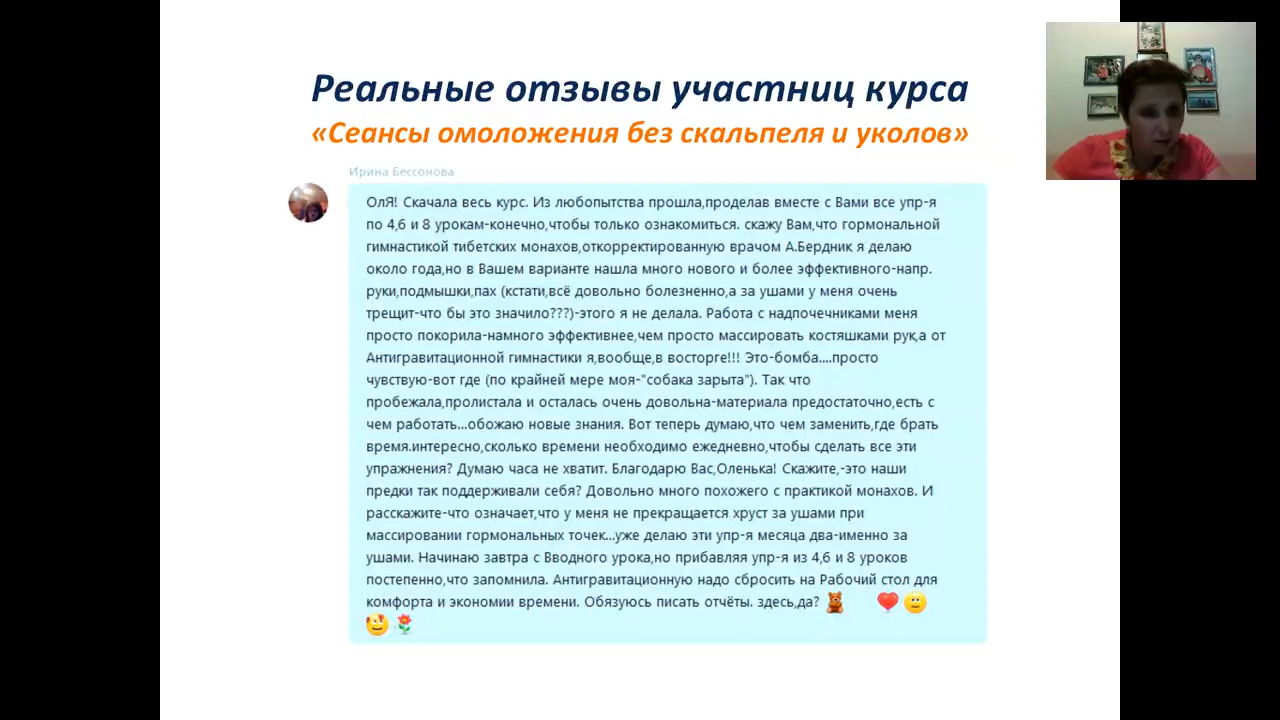 Реальные отзывы участниц курса
«Сеансы омоложения без скальпеля и уколов»
Ирина Бессонова
ОлЯ! Скачала весь курс. Из любопытства прошла,проделав вместе с Вами все упр-я
по 4,6 и 8 урокам-конечно,чтобы только ознакомиться. скажу Вам,что гормональной
гимнастикой тибетских монахов,откорректированную врачом А.Бердник я делаю
около года,но в Вашем варианте нашла много нового и более эффективного-напр.
руки,подмышки,пах (кстати,всё довольно болезненно,а за ушами у меня очень
трещит-что бы это значило???)-этого я не делала. Работа с надпочечниками меня
просто покорила-намного эффективнее,чем просто массировать костяшками рук,а от
Антигравитационной гимнастики я,вообще,в восторге!!! Это-бомба....просто
чувствую-вот где (по крайней мере моя-"собака зарыта"). Так что
пробежала,пролистала и осталась очень довольна-материала предостаточно,есть с
чем работать...обожаю новые знания. Вот теперь думаю,что чем заменить,где брать
время.интересно,сколько времени необходимо ежедневно,чтобы сделать все эти
упражнения? Думаю часа не хватит. Благодарю Вас,Оленька! Скажите,-это наши
предки так поддерживали себя? Довольно много похожего с практикой монахов. И
расскажите-что означает,что у меня не прекращается хруст за ушами при
массировании гормональных точек...уже делаю эти упр-я месяца два-именно за
ушами. Начинаю завтра с Вводного урока,но прибавляя упр-я из 4,6 и 8 уроков
постепенно,что запомнила. Антигравитационную надо сбросить на Рабочий стол для
комфорта и экономии времени. Обязуюсь писать отчёты. здесь,да?